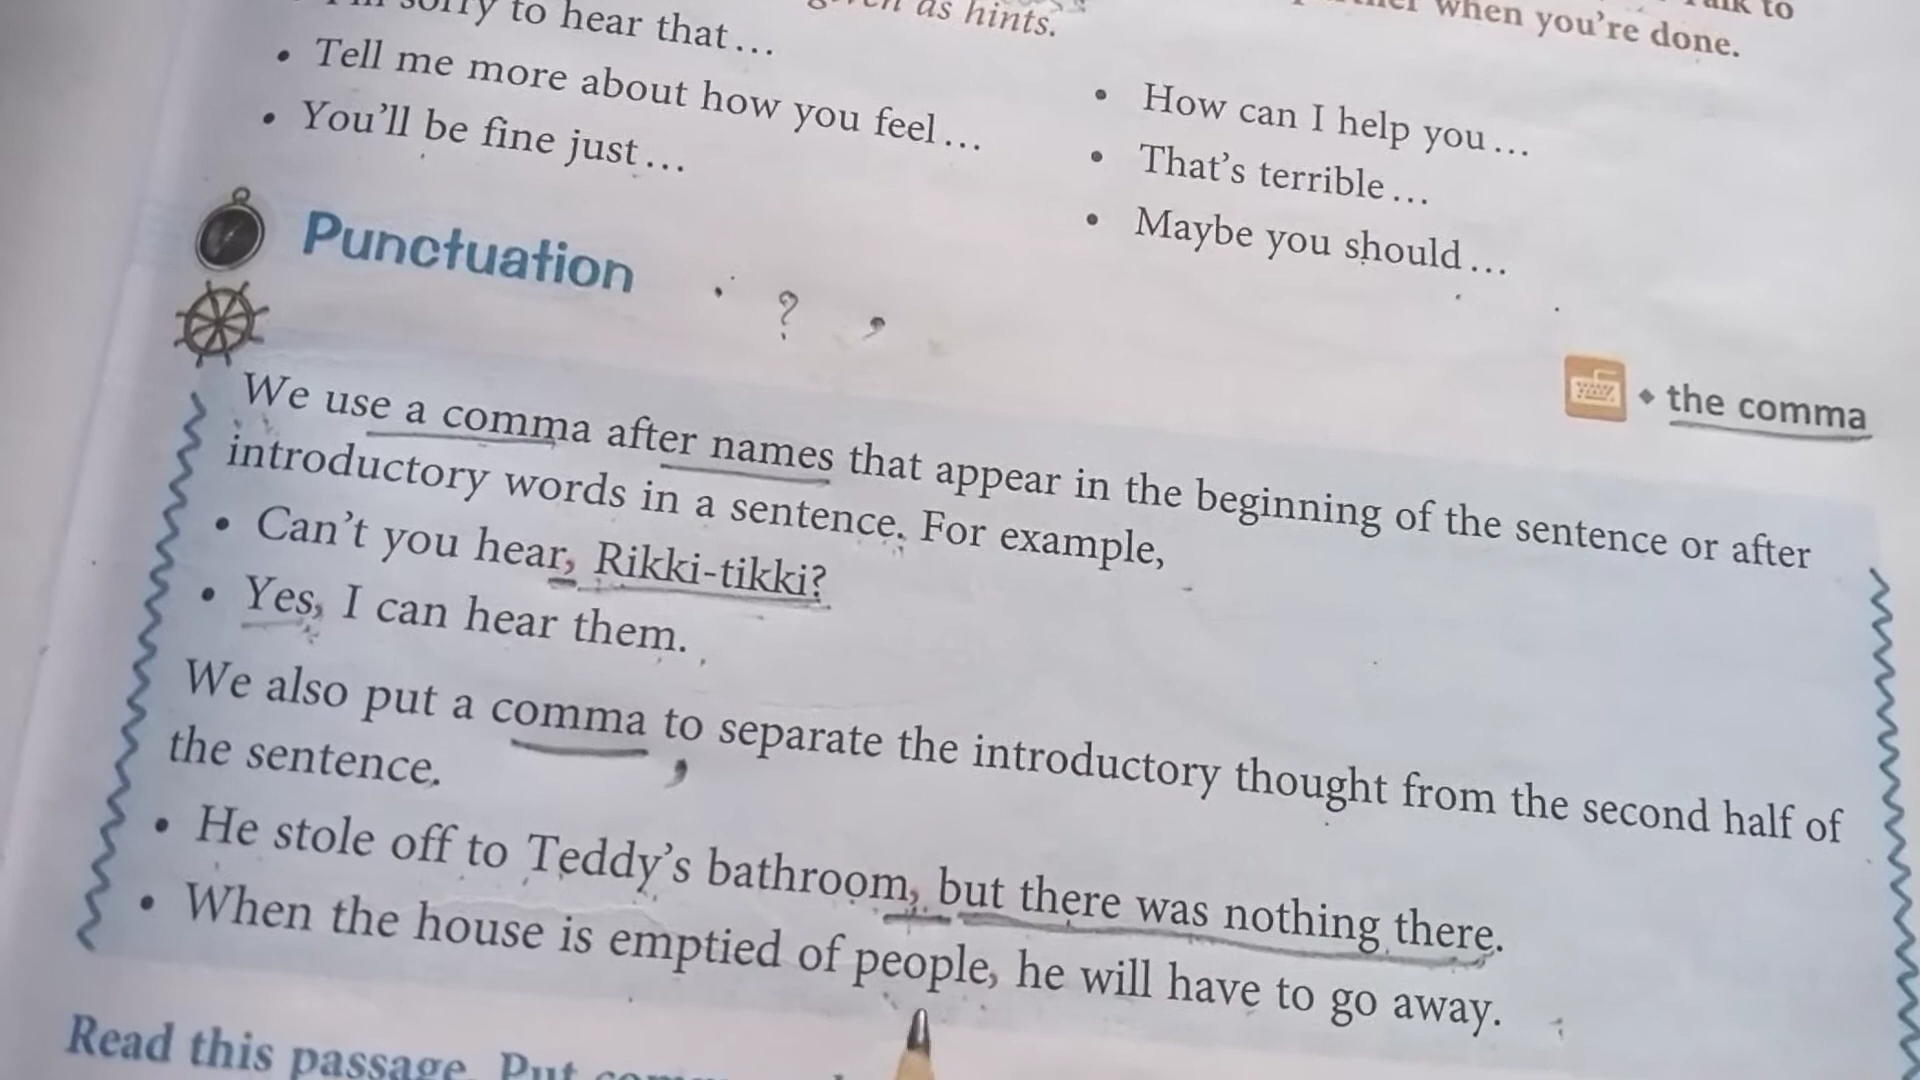 sorry to hear that...
• Tell me more about how you feel...
• You'll be fine just...
as hints.
when you're done.
• How can I help you...
• That's terrible...
• Maybe you should...
Punctuation . ? ,
• the comma
We use a comma after names that appear in the beginning of the sentence or after
introductory words in a sentence. For example,
• Can't you hear, Rikki-tikki?
• Yes, I can hear them.
We also put a comma to separate the introductory thought from the second half of
the sentence.
,
• He stole off to Teddy's bathroom, but there was nothing there.
• When the house is emptied of people, he will have to go away.
Read this passage. Put